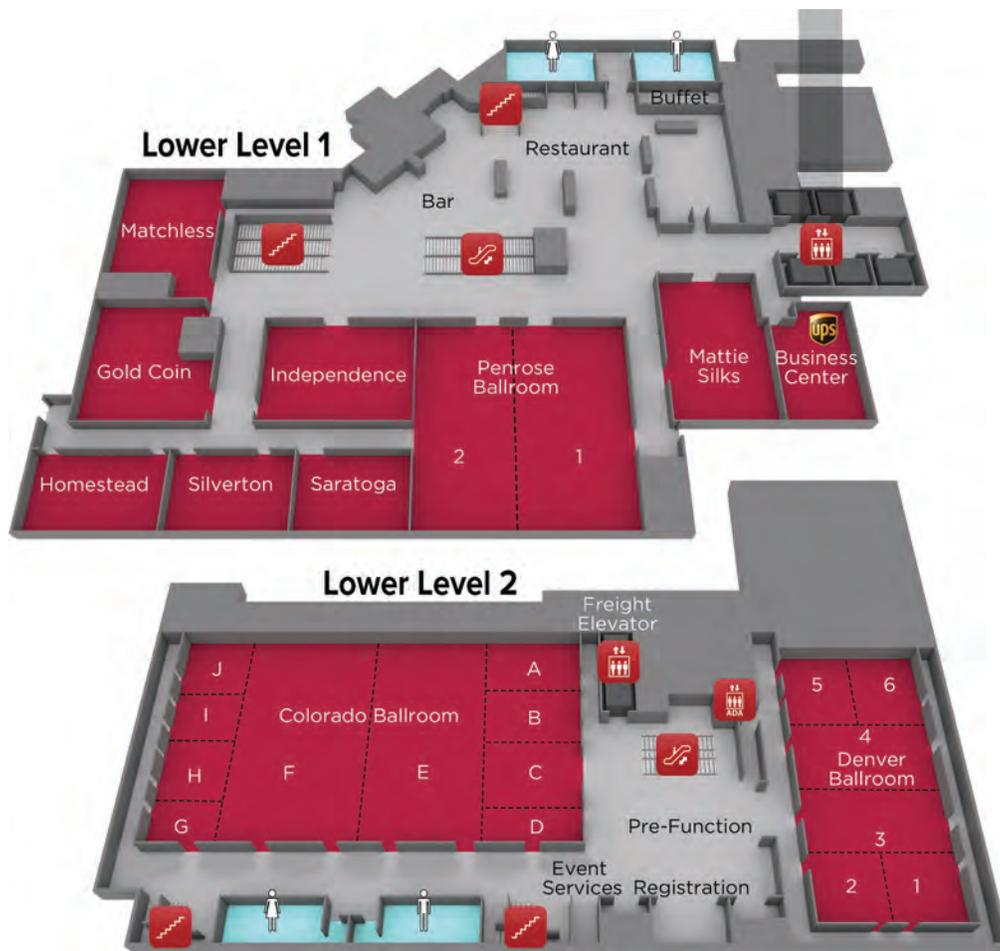 Buffet
Restaurant
Lower Level 1
Bar
Matchless
ups
Gold Coin
Independence
Penrose
Ballroom
Mattie
Silks
Business
Center
2
1
Homestead
Silverton
Saratoga
Lower Level 2
Freight
Elevator
J
A
5
6
ADA
I
Colorado Ballroom
B
4
Denver
Ballroom
H
F
E
C
G
D
Pre-Function
3
Event
Services
Registration
2
1